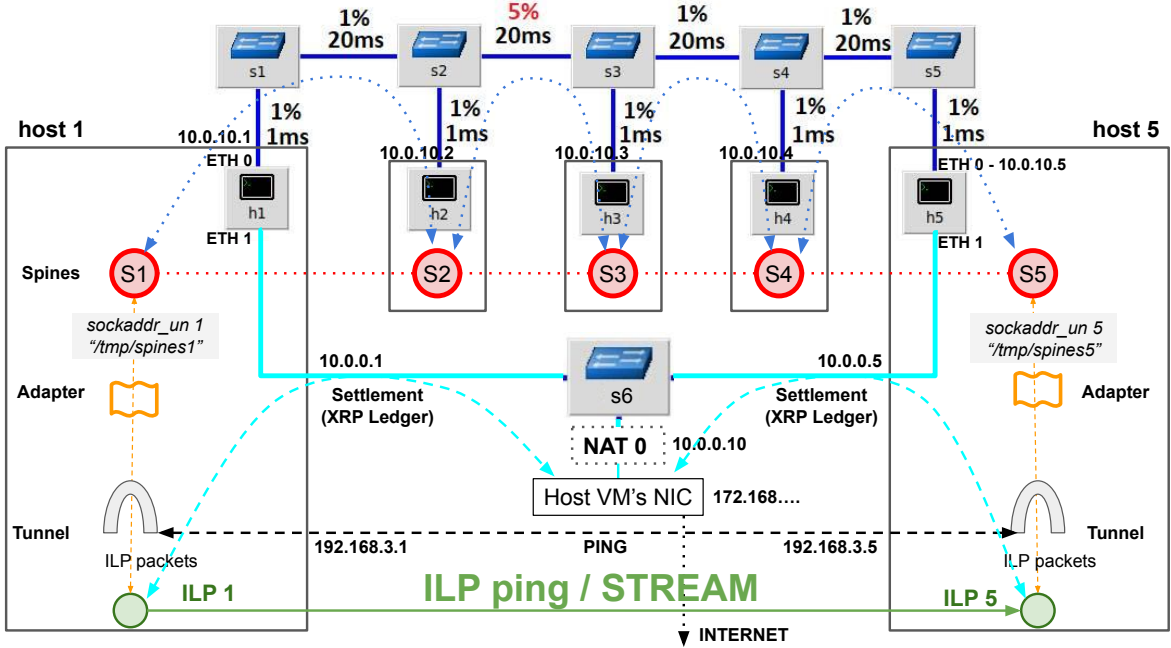 1%
20ms
5%
20ms
1%
20ms
1%
20ms
s1
s2
s3
s4
s5
1%
1ms
1%
1ms
1%
1ms
1%
1ms
1%
1ms
host 1
host 5
10.0.10.1
10.0.10.2
10.0.10.3
10.0.10.4
ETH 0
ETH 0 - 10.0.10.5
h1
h2
h3
h4
h5
ETH 1
ETH 1
Spines
S1
S2
S3
S4
S5
sockaddr_un 1
“/tmp/spines1”
sockaddr_un 5
“/tmp/spines5”
10.0.0.1
10.0.0.5
Adapter
Settlement
(XRP Ledger)
s6
Settlement
(XRP Ledger)
Adapter
NAT 0
10.0.0.10
Host VM's NIC
172.168....
Tunnel
Tunnel
192.168.3.1
PING
192.168.3.5
ILP packets
ILP packets
ILP 1
ILP ping / STREAM
ILP 5
INTERNET